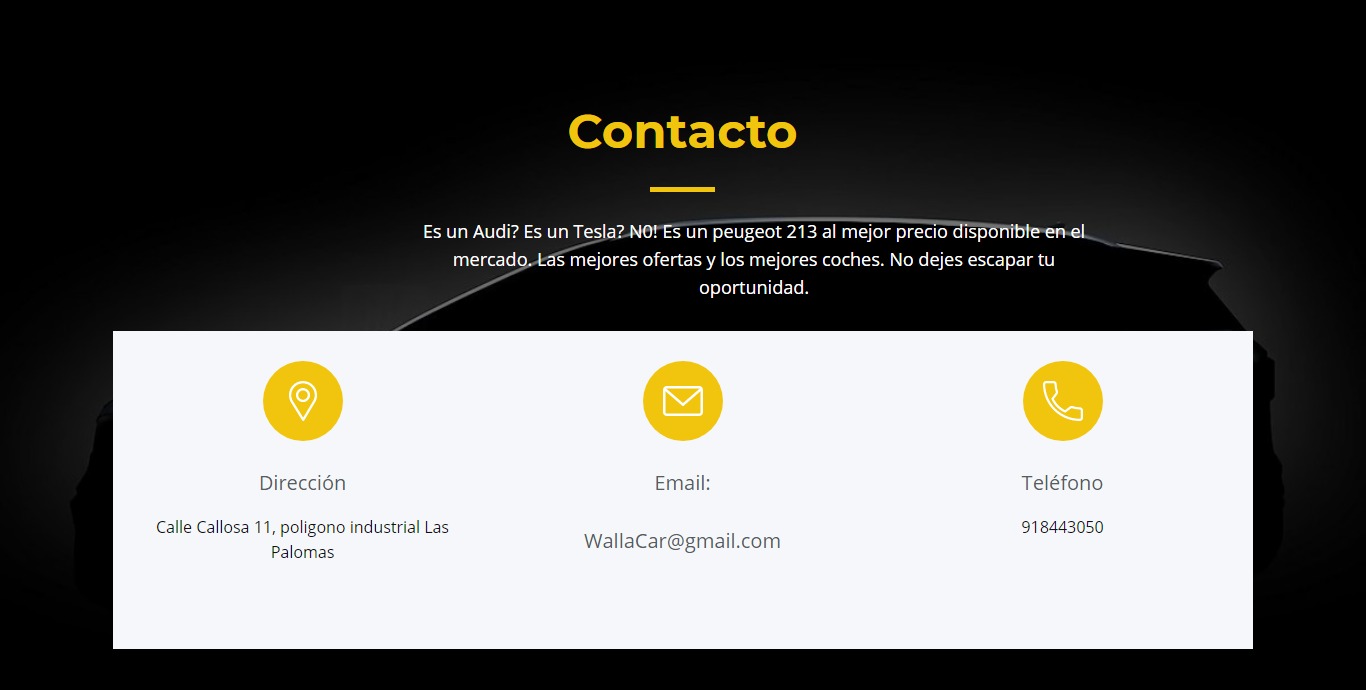 Contacto
Es un Audi? Es un Tesla? N0! Es un peugeot 213 al mejor precio disponible en el
mercado. Las mejores ofertas y los mejores coches. No dejes escapar tu
oportunidad.
Dirección
Calle Callosa 11, poligono industrial Las
Palomas
Email:
WallaCar@gmail.com
Teléfono
918443050